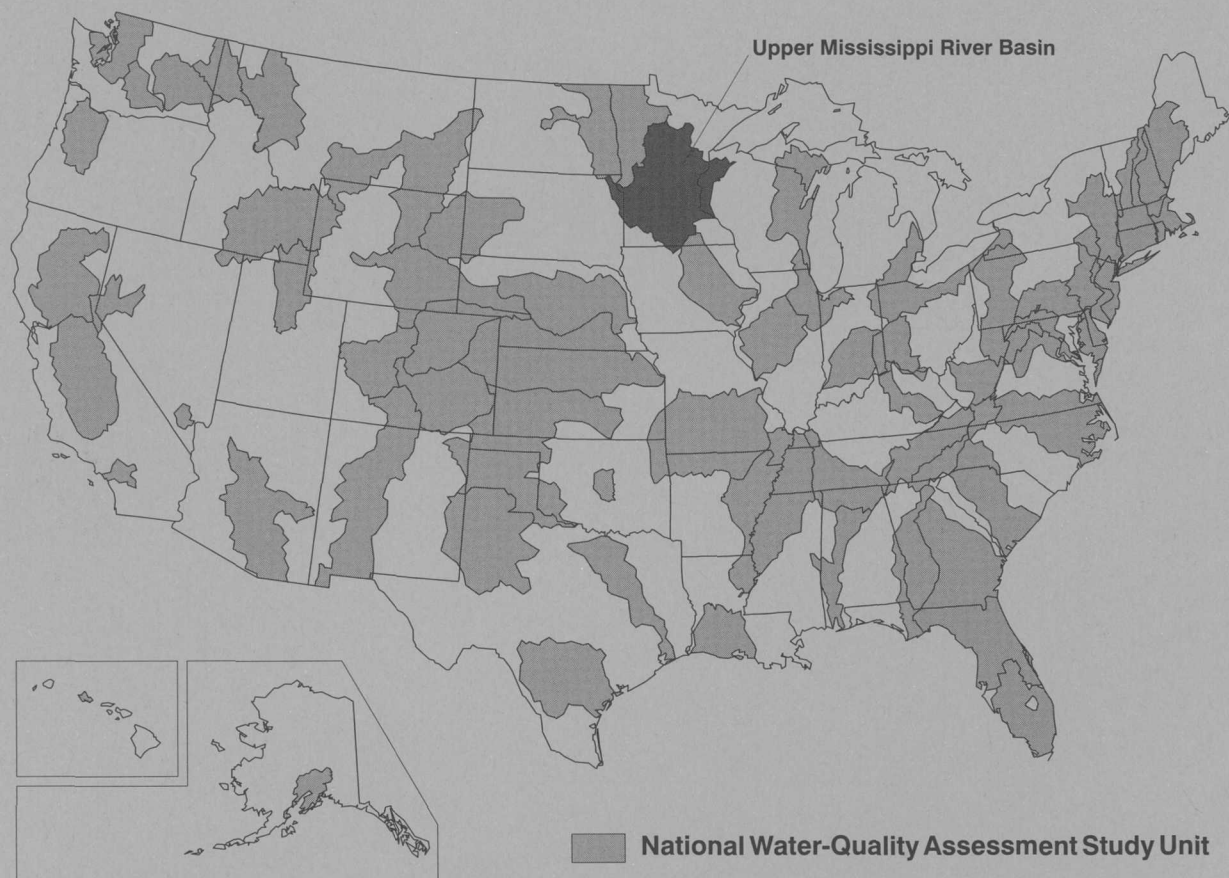 Upper Mississippi River Basin
National Water-Quality Assessment Study Unit